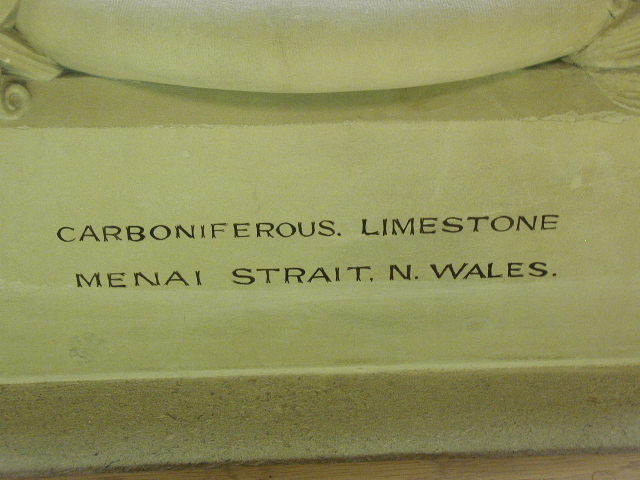 CARBONIFEROUS. LIMESTONE
MENAI STRAIT. N. WALES.